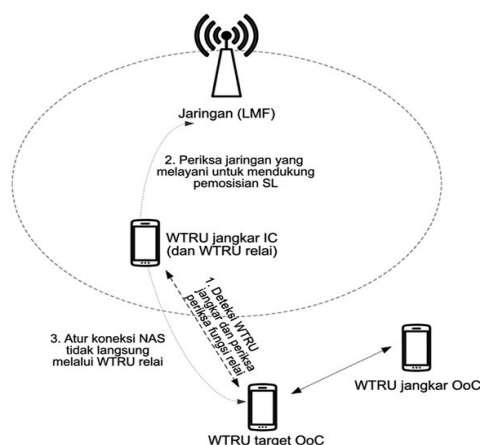 Jaringan (LMF)
2. Periksa jaringan yang
melayani untuk mendukung
pemosisian SL
WTRU jangkar IC
(dan WTRU relai)
1. Deteksi WTRU
jangkar dan periksa
periksa fungsi relai
3. Atur koneksi NAS
tidak langsung
melalui WTRU relai
WTRU jangkar OoC
WTRU target OoC